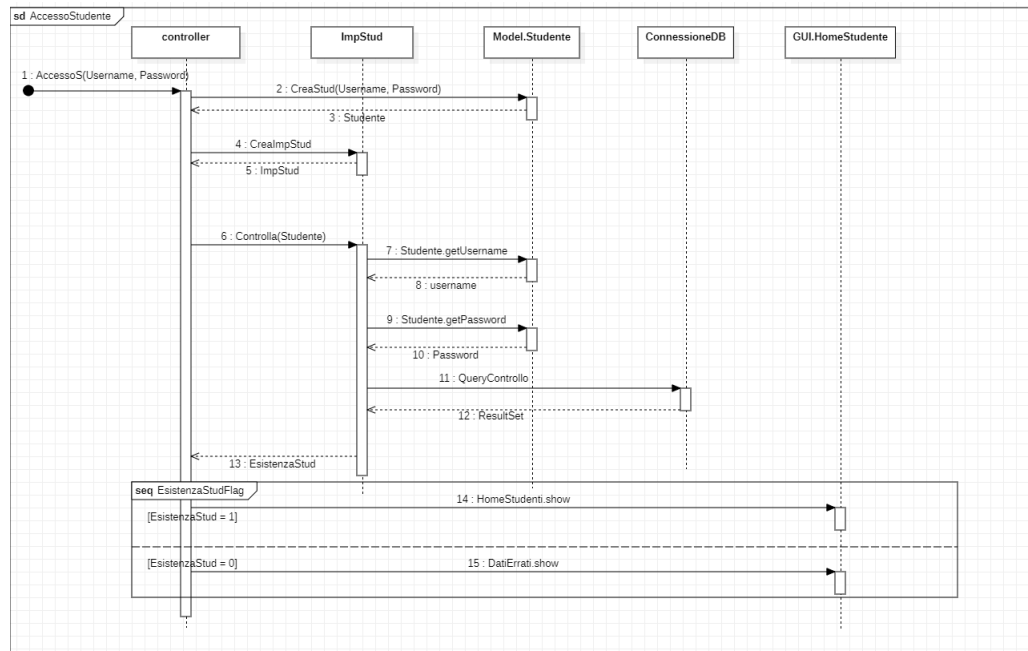 sd AccessoStudente
controller
ImpStud
Model.Studente
ConnessioneDB
GUI.HomeStudente
1 : AccessoS(Username, Password)
2 : CreaStud(Username, Password)
3 : Studente
4 : CreaImpStud
5 : ImpStud
6 : Controlla(Studente)
7 : Studente.getUsername
8 : username
9 : Studente.getPassword
10 : Password
11 : QueryControllo
12 : ResultSet
13 : EsistenzaStud
seq EsistenzaStudFlag
14 : HomeStudenti.show
[EsistenzaStud = 1]
[EsistenzaStud = 0]
15 : DatiErrati.show